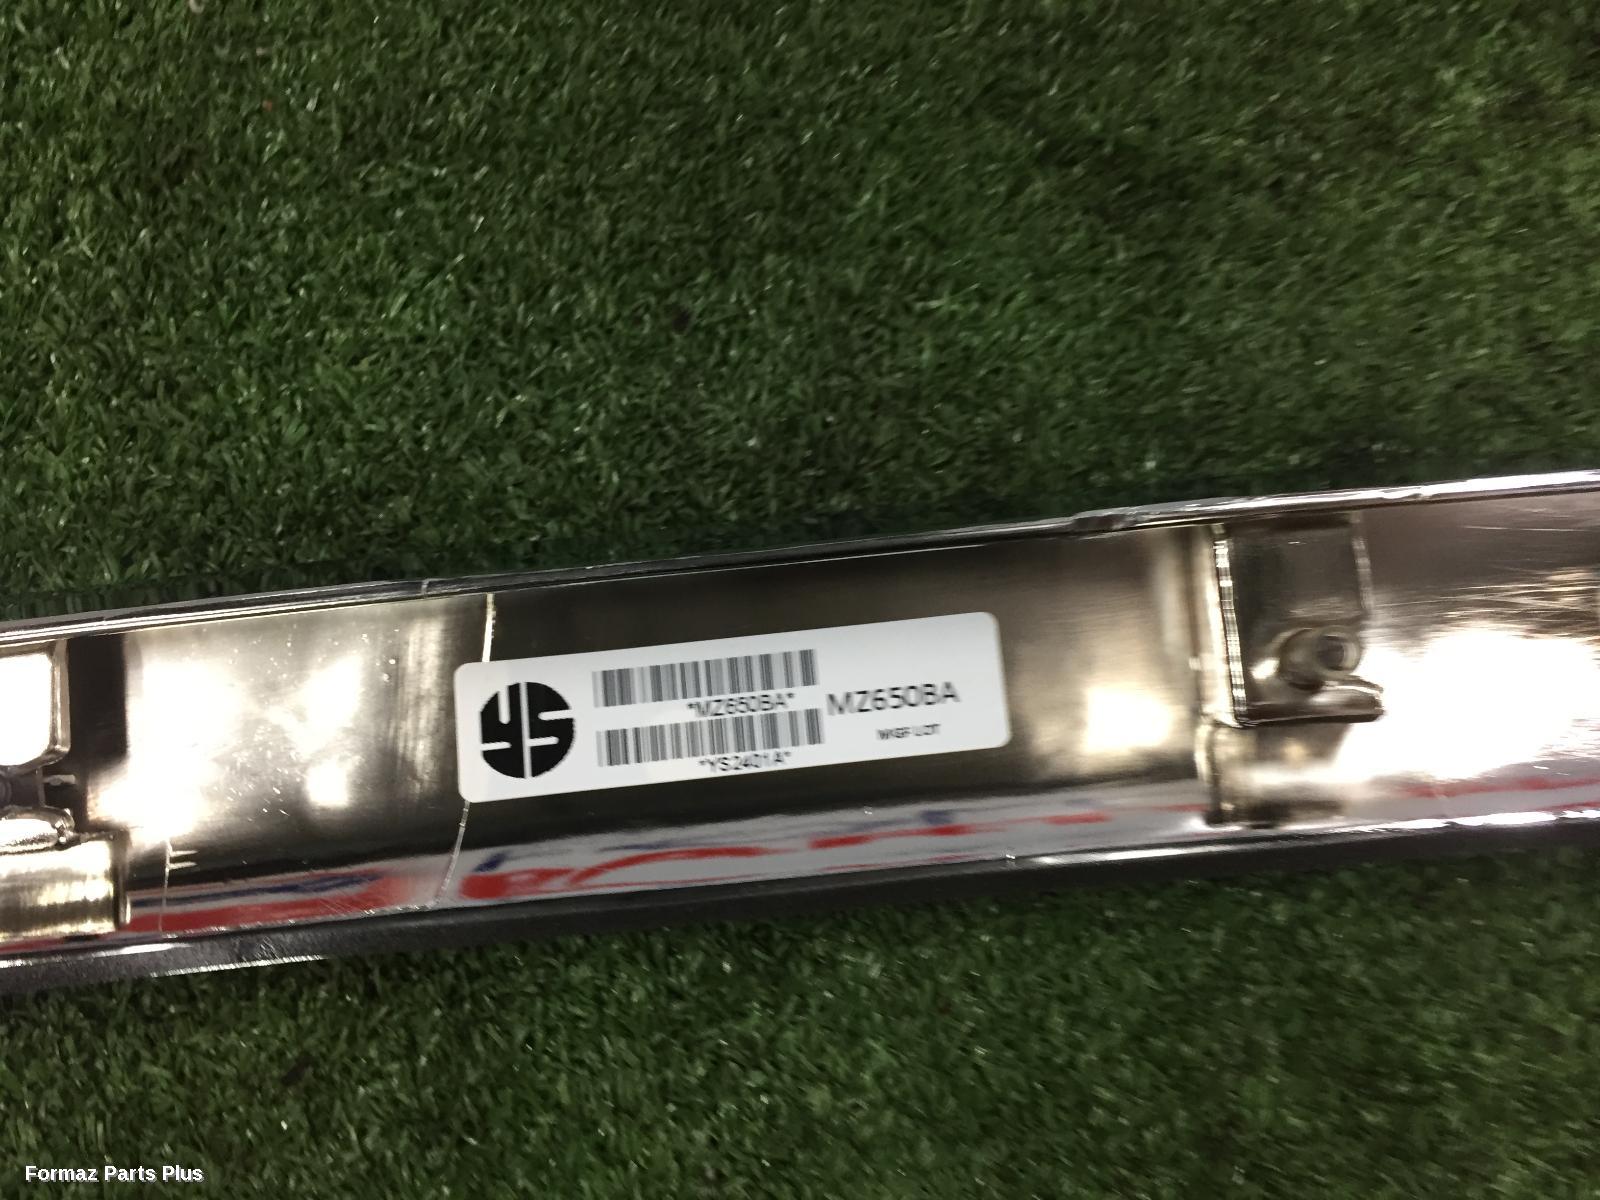 YS
*MZ650BA*
MZ650BA
*YS2401A*
Formaz Parts Plus